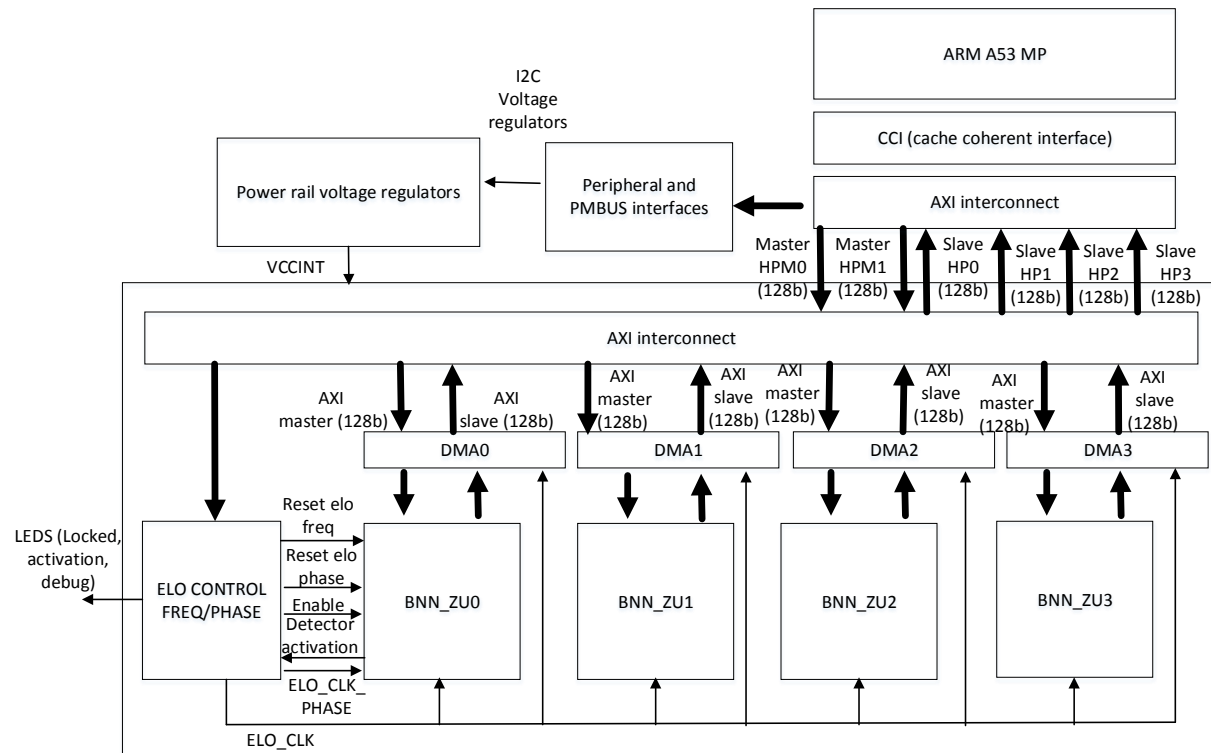 ARM A53 MP
I2C
Voltage
regulators
CCI (cache coherent interface)
Power rail voltage regulators
Peripheral and
PMBUS interfaces
AXI interconnect
VCCINT
Master
HPM0
(128b)
Master
HPM1
(128b)
Slave
HP0
(128b)
Slave
HP1
(128b)
Slave
HP2
(128b)
Slave
HP3
(128b)
AXI interconnect
AXI
master (128b)
AXI
slave (128b)
AXI
master
(128b)
AXI
slave
(128b)
AXI
master
(128b)
AXI
slave
(128b)
AXI
master
(128b)
AXI
slave
(128b)
DMA0
DMA1
DMA2
DMA3
LEDS (Locked,
activation,
debug)
ELO CONTROL
FREQ/PHASE
Reset elo
freq
Reset elo
phase
Enable
Detector
activation
ELO_CLK_
PHASE
BNN_ZU0
BNN_ZU1
BNN_ZU2
BNN_ZU3
ELO_CLK